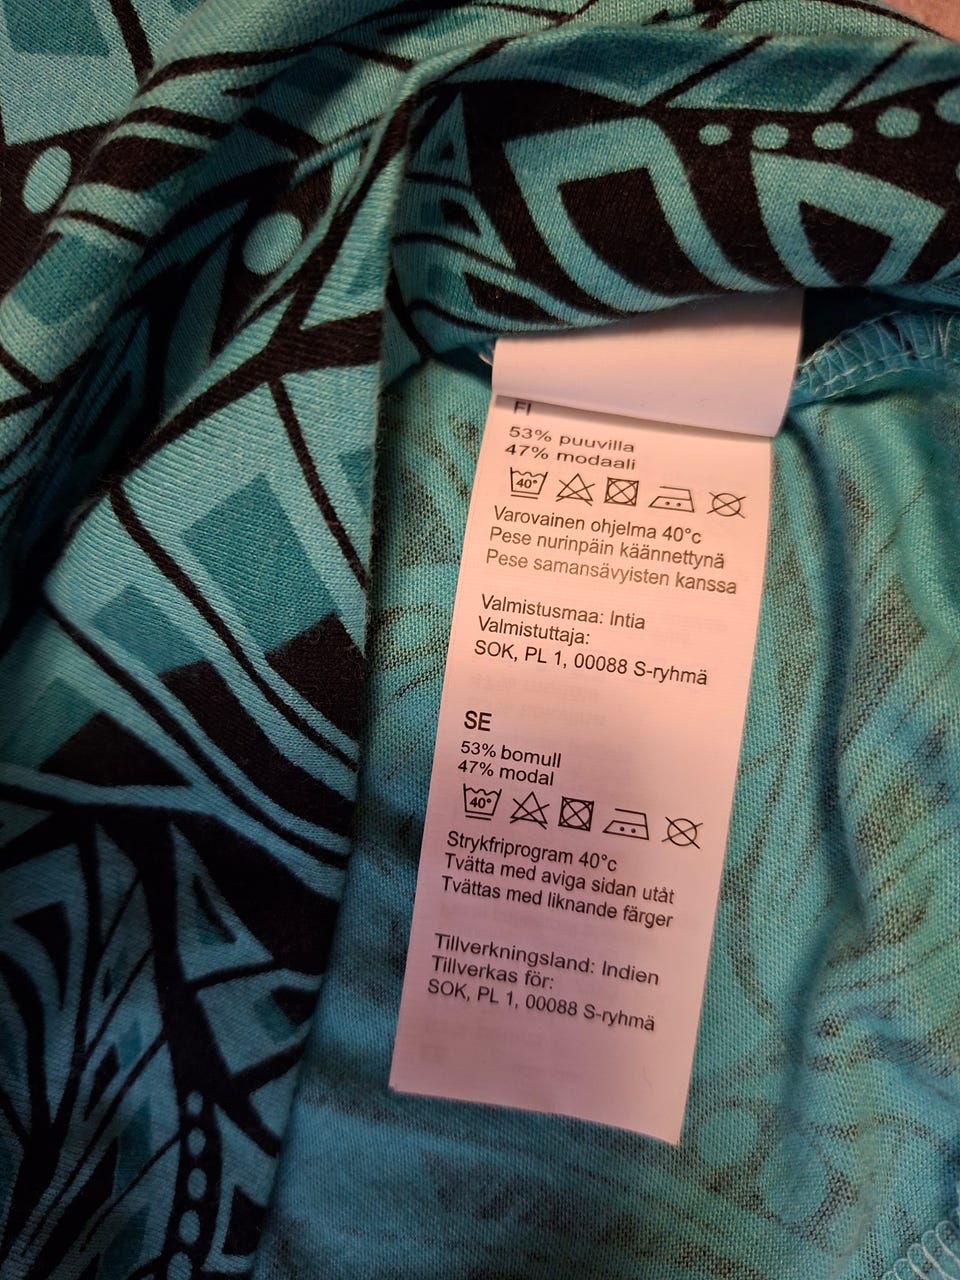 FI
53% puuvilla
47% modaali
40°
Varovainen ohjelma 40°c
Pese nurinpäin käännettynä
Pese samansävyisten kanssa
Valmistusmaa: Intia
Valmistuttaja:
SOK, PL 1, 00088 S-ryhmä
SE
53% bomull
47% modal
40°
Strykfriprogram 40°c
Tvätta med aviga sidan utåt
Tvättas med liknande färger
Tillverkningsland: Indien
Tillverkas för:
SOK, PL 1, 00088 S-ryhmä